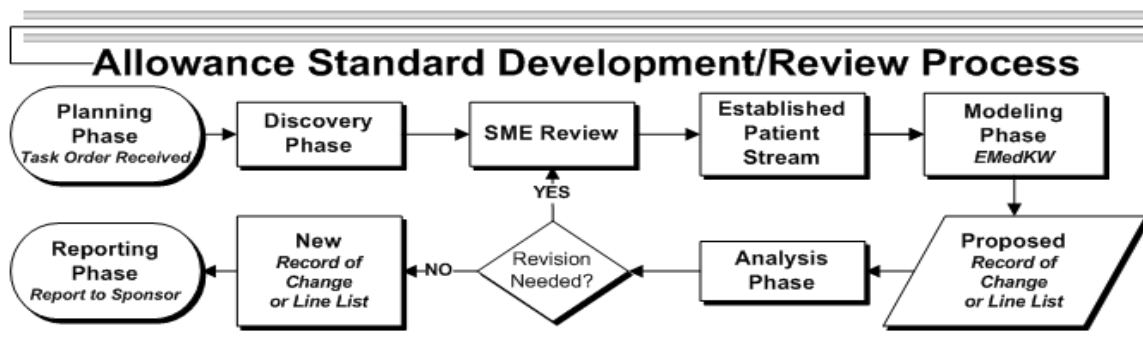 Allowance Standard Development/Review Process
Planning
Phase
Task Order Received
Discovery
Phase
SME Review
Established
Patient
Stream
Modeling
Phase
EMedKW
YES
Reporting
Phase
Report to Sponsor
New
Record of
Change
or Line List
NO
Revision
Needed?
Analysis
Phase
Proposed
Record of
Change
or Line List